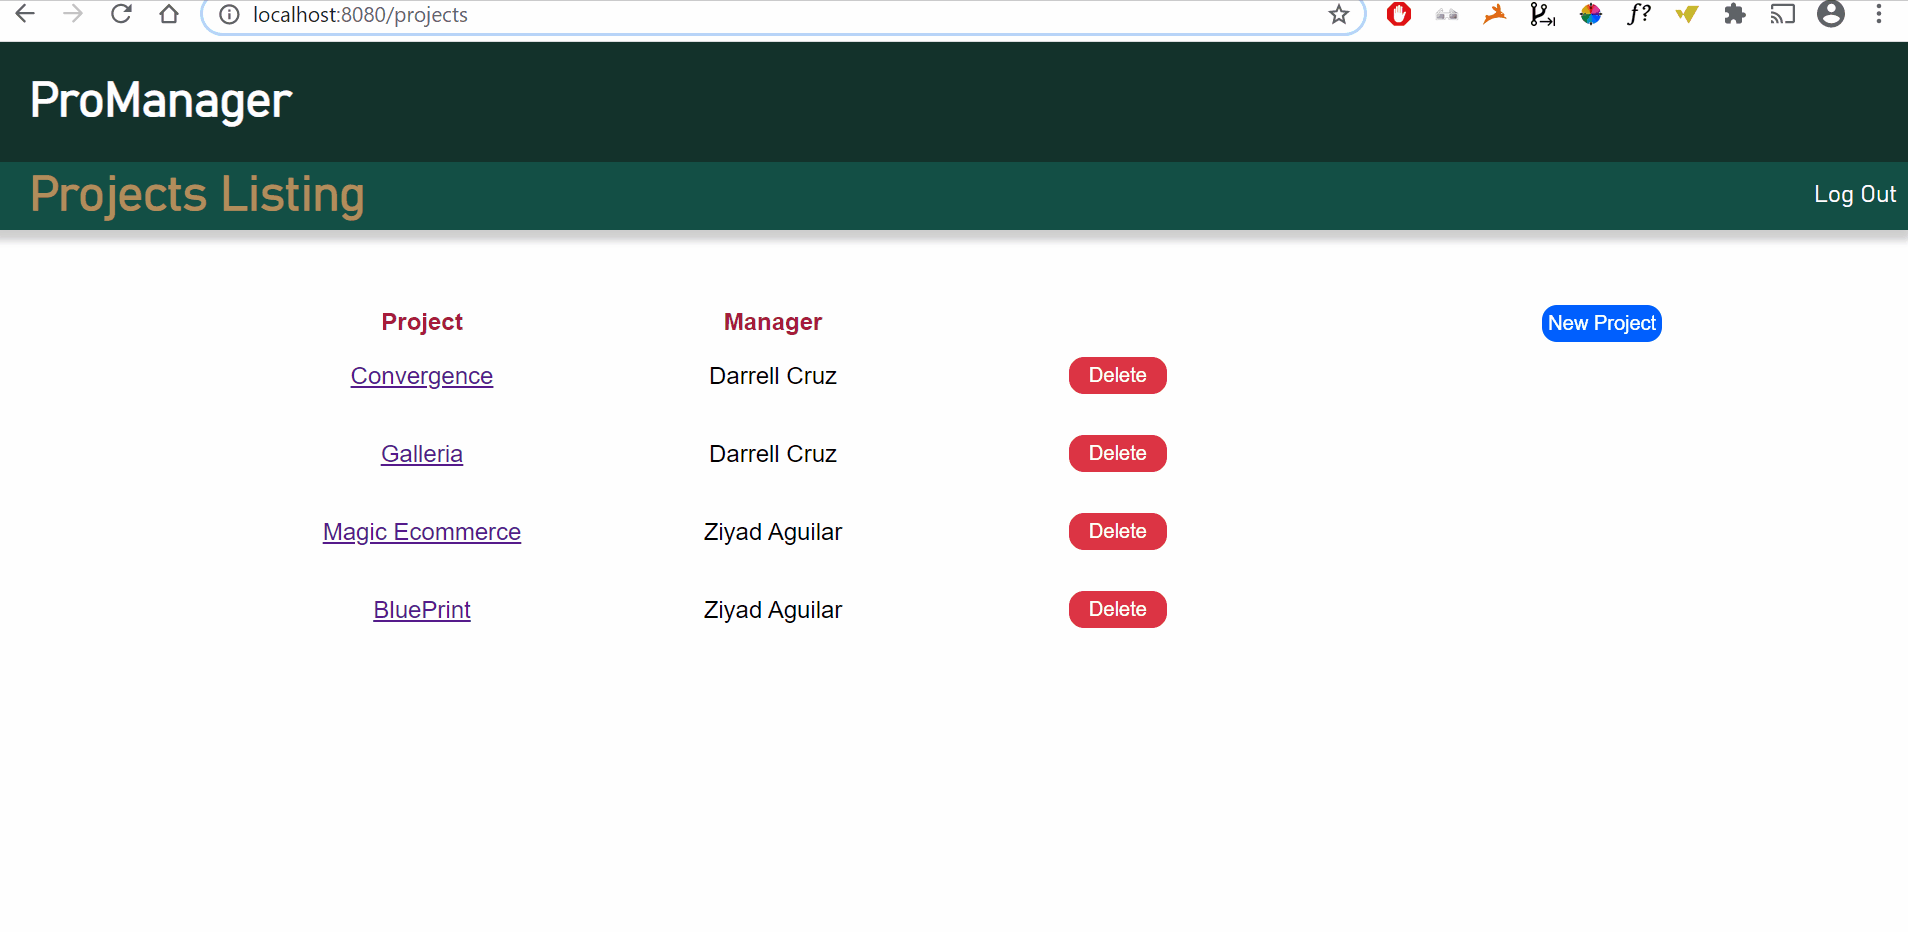 localhost:8080/projects
f?
ProManager
Projects Listing
Log Out
Project Manager New Project
Convergence Darrell Cruz Delete
Galleria Darrell Cruz Delete
Magic Ecommerce Ziyad Aguilar Delete
BluePrint Ziyad Aguilar Delete